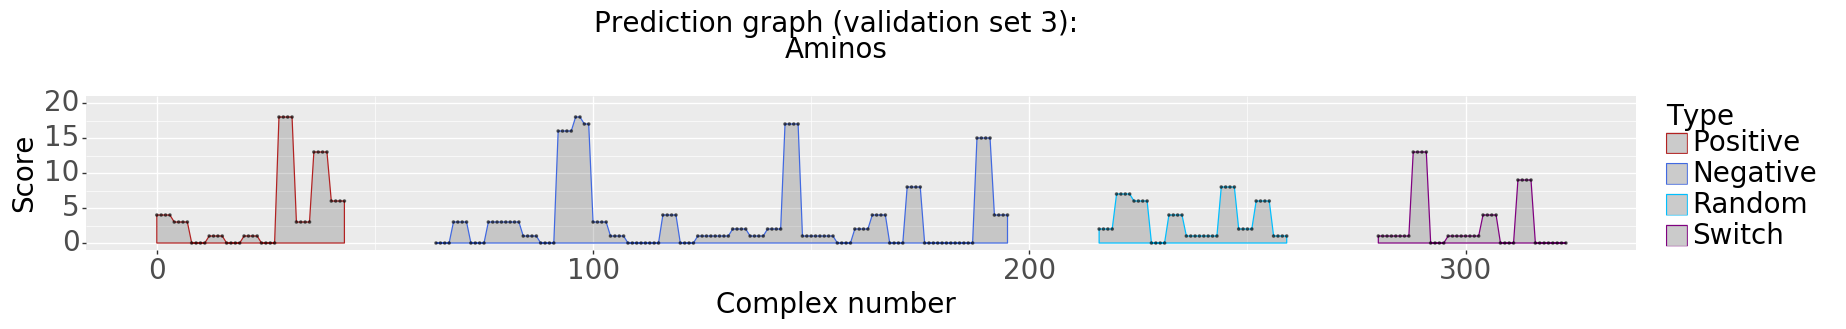 Prediction graph (validation set 3):
Aminos
20
15
10
5
0
Score
0 100 200 300
Complex number
Type
Positive
Negative
Random
Switch